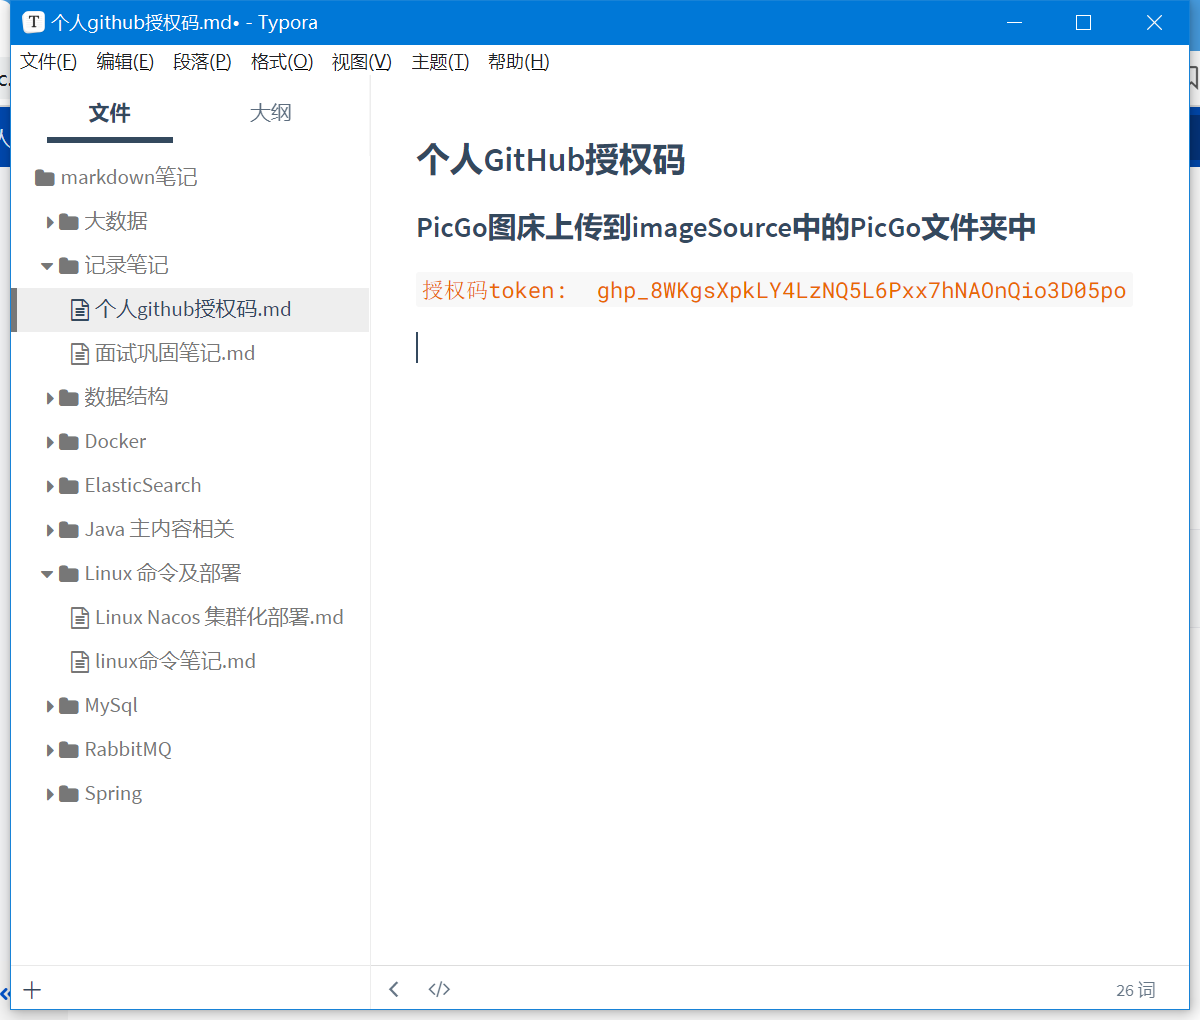 个人github授权码.md• - Typora
文件(F) 编辑(E) 段落(P) 格式(O) 视图(V) 主题(T) 帮助(H)
文件 大纲
markdown笔记
大数据
记录笔记
个人github授权码.md
面试巩固笔记.md
数据结构
Docker
ElasticSearch
Java 主内容相关
Linux 命令及部署
Linux Nacos 集群化部署.md
linux命令笔记.md
MySql
RabbitMQ
Spring
个人GitHub授权码
PicGo图床上传到imageSource中的PicGo文件夹中
授权码token: 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
26 词